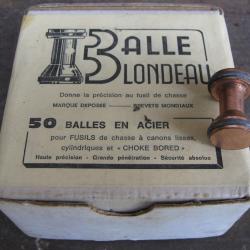 BALLE
BLONDEAU
Donne la précision au fusil de chasse
MARQUE DEPOSEE — BREVETS MONDIAUX
50 BALLES EN ACIER
pour FUSILS de chasse à canons lisses,
cylindriques et « CHOKE BORED »
Haute précision - Grande pénétration - Sécurité absolue